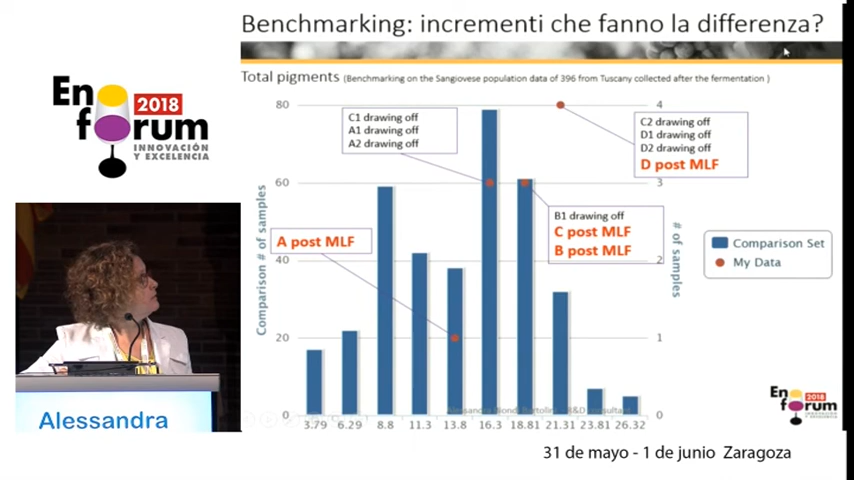 Benchmarking: incrementi che fanno la differenza?
Total pigments (Benchmarking on the Sangiovese population data of 396 from Tuscany collected after the fermentation )
Eno
forum
2018
INNOVACIÓN
Y EXCELENCIA
80
60
40
20
0
Comparison # of samples
C1 drawing off
A1 drawing off
A2 drawing off
C2 drawing off
D1 drawing off
D2 drawing off
D post MLF
A post MLF
B1 drawing off
C post MLF
B post MLF
4
3
2
1
0
# of samples
Comparison Set
My Data
3.79 6.29 8.8 11.3 13.8 16.3 18.81 21.31 23.81 26.32
Alessandra
Eno
forum
2018
31 de mayo - 1 de junio Zaragoza